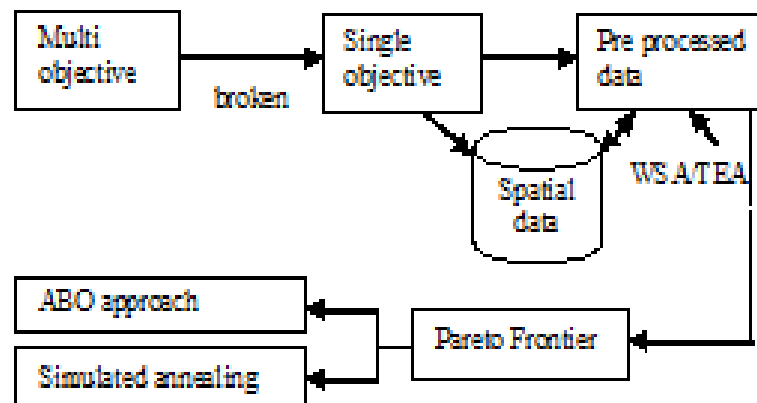 Multi
objective
broken
Single
objective
Pre processed
data
Spatial
data
WSA/TEA
ABO approach
Pareto Frontier
Simulated annealing